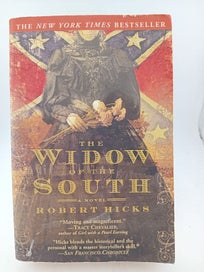 THE NEW YORK TIMES BESTSELLER
THE
WIDOW
OF THE
SOUTH
A NOVEL
ROBERT HICKS
"Moving and magnificent."
—TRACY CHEVALIER,
author of Girl with a Pearl Earring
"Hicks blends the historical and the
personal with a master storyteller's skill."
—SAN FRANCISCO CHRONICLE